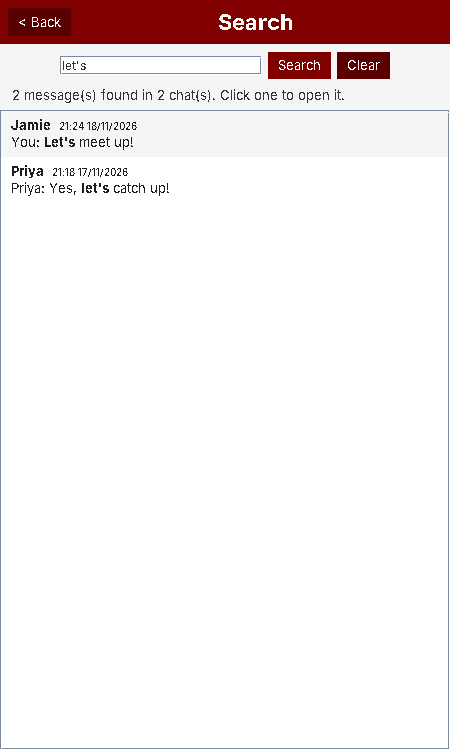 < Back
Search
let's
Search
Clear
2 message(s) found in 2 chat(s). Click one to open it.
Jamie 21:24 18/11/2026
You: Let's meet up!
Priya 21:18 17/11/2026
Priya: Yes, let's catch up!